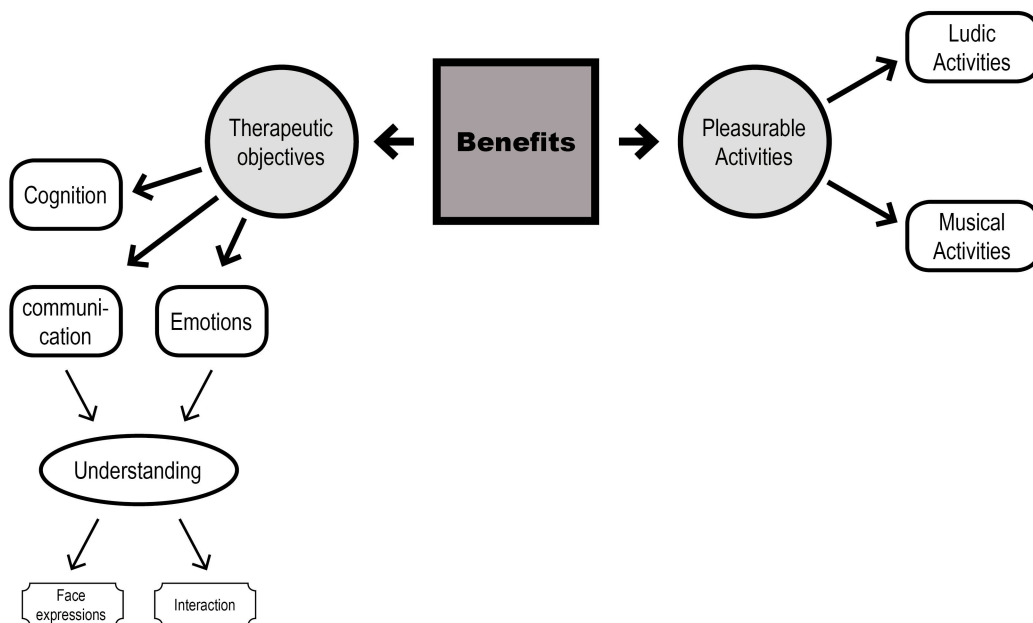 Ludic
Activities
Therapeutic
objectives
Benefits
Pleasurable
Activities
Cognition
Musical
Activities
communi-
cation
Emotions
Understanding
Face
expressions
Interaction